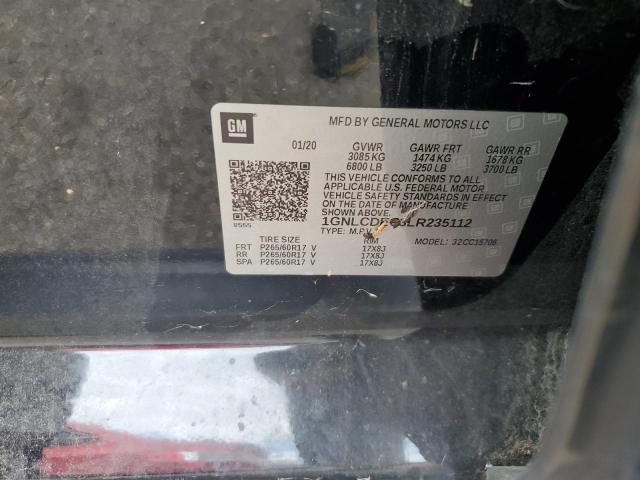 GM
MFD BY GENERAL MOTORS LLC
01/20 GVWR GAWR FRT GAWR RR
3085 KG 1474 KG 1678 KG
6800 LB 3250 LB 3700 LB
THIS VEHICLE CONFORMS TO ALL
APPLICABLE U.S. FEDERAL MOTOR
VEHICLE SAFETY STANDARDS IN EFFECT
ON THE DATE OF MANUFACTURE
SHOWN ABOVE.
8555
TYPE: MODEL: 32CC15706
TIRE SIZE RIM
FRT P265/60R17 V 17X8J
RR P265/60R17 V 17X8J
SPA P265/60R17 V 17X8J